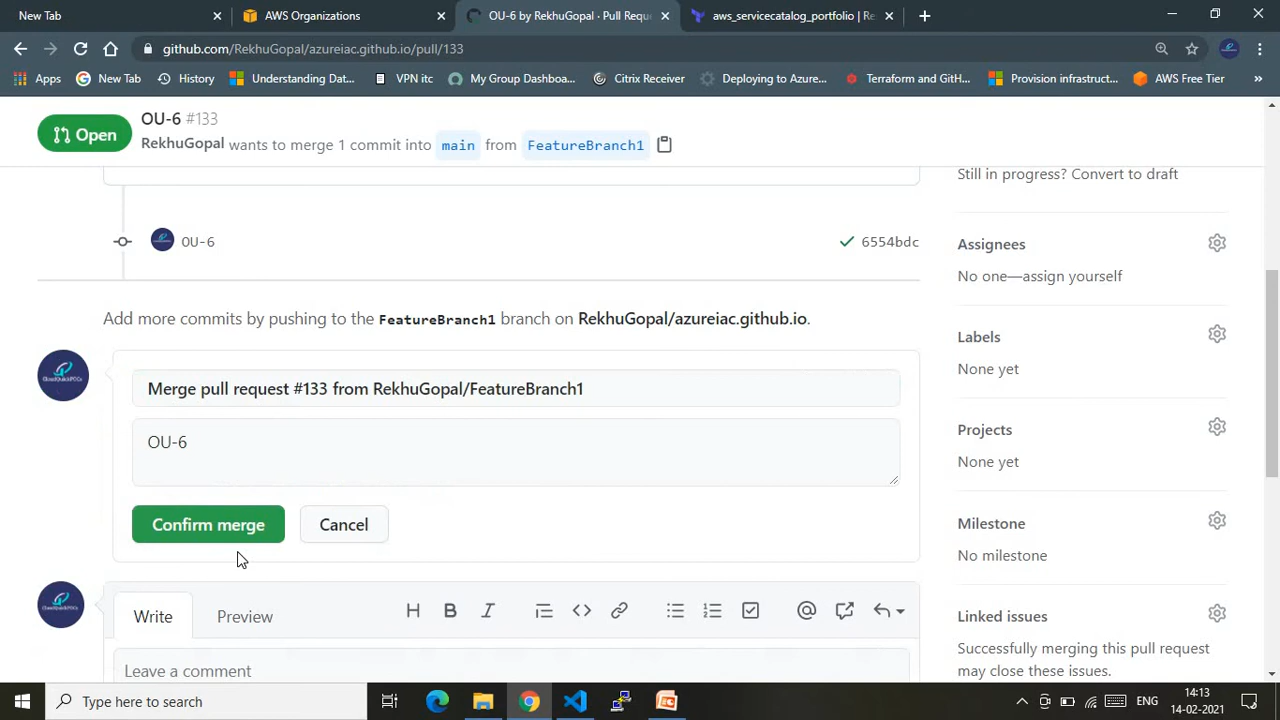 New Tab
AWS Organizations
OU-6 by RekhuGopal · Pull Requ
aws_servicecatalog_portfolio | Re
github.com/RekhuGopal/azureiac.github.io/pull/133
Apps
New Tab
History
Understanding Dat...
VPN itc
My Group Dashboa...
Citrix Receiver
Deploying to Azure...
Terraform and GitH...
Provision infrastruct...
AWS Free Tier
»
Open
OU-6 #133
RekhuGopal wants to merge 1 commit into main from FeatureBranch1
Still in progress? Convert to draft
OU-6
6554bdc
Assignees
No one—assign yourself
Add more commits by pushing to the FeatureBranch1 branch on RekhuGopal/azureiac.github.io.
Labels
None yet
Merge pull request #133 from RekhuGopal/FeatureBranch1
OU-6
Projects
None yet
Confirm merge
Cancel
Milestone
No milestone
Write
Preview
Linked issues
Successfully merging this pull request
may close these issues.
Leave a comment
Type here to search
ENG
14:13
14-02-2021